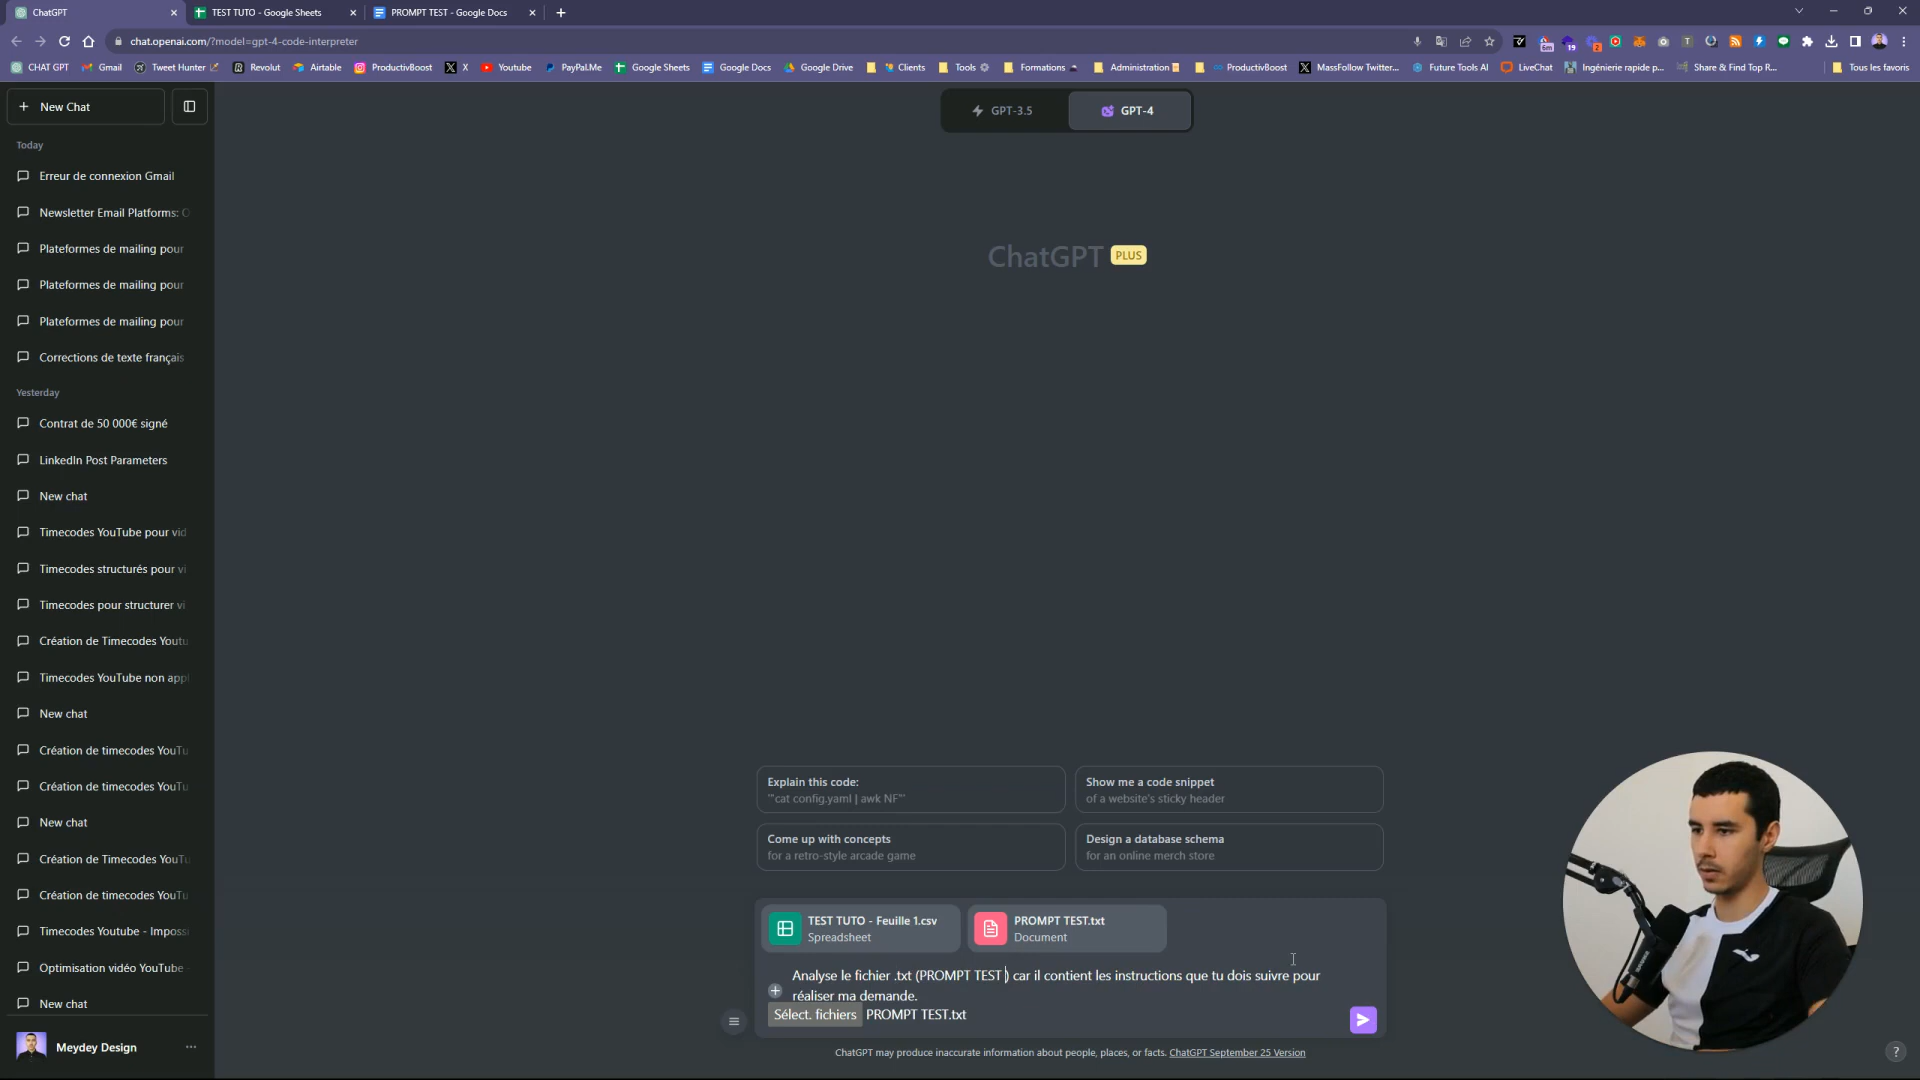 ChatGPT
TEST TUTO - Google Sheets
PROMPT TEST - Google Docs
chat.openai.com/?model=gpt-4-code-interpreter
CHAT GPT
Gmail
Tweet Hunter
Revolut
Airtable
ProductivBoost
X
Youtube
PayPal.Me
Google Sheets
Google Docs
Google Drive
Clients
Tools
Formations
Administration
ProductivBoost
MassFollow Twitter...
Future Tools AI
LiveChat
Ingénierie rapide p...
Share & Find Top R...
Tous les favoris
New Chat
Today
Erreur de connexion Gmail
Newsletter Email Platforms: O
Plateformes de mailing pour
Plateformes de mailing pour
Plateformes de mailing pour
Corrections de texte français
Yesterday
Contrat de 50 000€ signé
LinkedIn Post Parameters
New chat
Timecodes YouTube pour vid
Timecodes structurés pour vi
Timecodes pour structurer vi
Création de Timecodes Youtu
Timecodes YouTube non appl
New chat
Création de timecodes YouTu
Création de timecodes YouTu
New chat
Création de Timecodes YouTu
Création de timecodes YouTu
Timecodes Youtube - Imposs
Optimisation vidéo YouTube -
New chat
Meydey Design
GPT-3.5
GPT-4
ChatGPT PLUS
Explain this code:
"cat config.yaml | awk NF"
Show me a code snippet
of a website's sticky header
Come up with concepts
for a retro-style arcade game
Design a database schema
for an online merch store
TEST TUTO - Feuille 1.csv
Spreadsheet
PROMPT TEST.txt
Document
Analyse le fichier .txt (PROMPT TEST ) car il contient les instructions que tu dois suivre pour
réaliser ma demande.
Sélect. fichiers PROMPT TEST.txt
ChatGPT may produce inaccurate information about people, places, or facts. ChatGPT September 25 Version
?